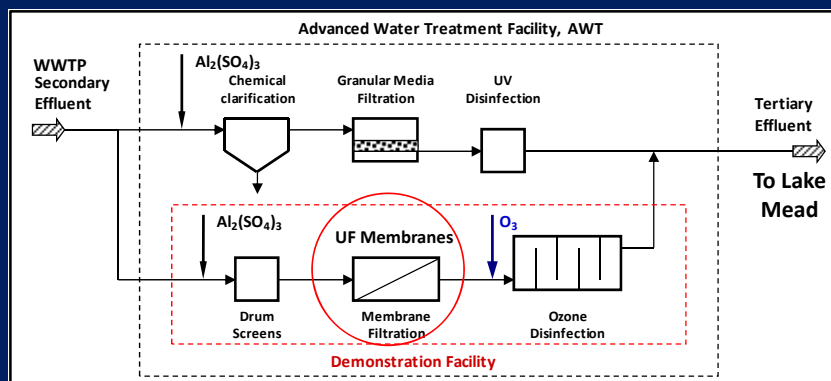 Advanced Water Treatment Facility, AWT
WWTP
Secondary
Effluent
Al2(SO4)3
Chemical
clarification
Granular Media
Filtration
UV
Disinfection
Tertiary
Effluent
To Lake
Mead
Al2(SO4)3
UF Membranes
O3
Drum
Screens
Membrane
Filtration
Ozone
Disinfection
Demonstration Facility